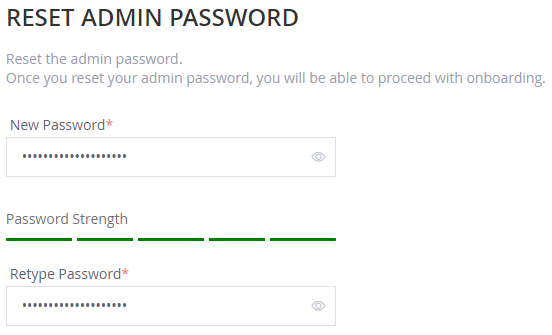 RESET ADMIN PASSWORD
Reset the admin password.
Once you reset your admin password, you will be able to proceed with onboarding.
New Password*
••••••••••••••••••••
Password Strength
Retype Password*
••••••••••••••••••••